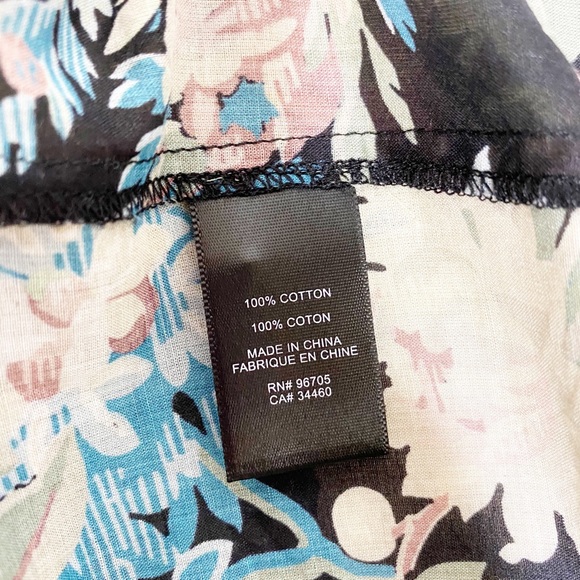 100% COTTON
100% COTON
MADE IN CHINA
FABRIQUE EN CHINE
RN# 96705
CA# 34460